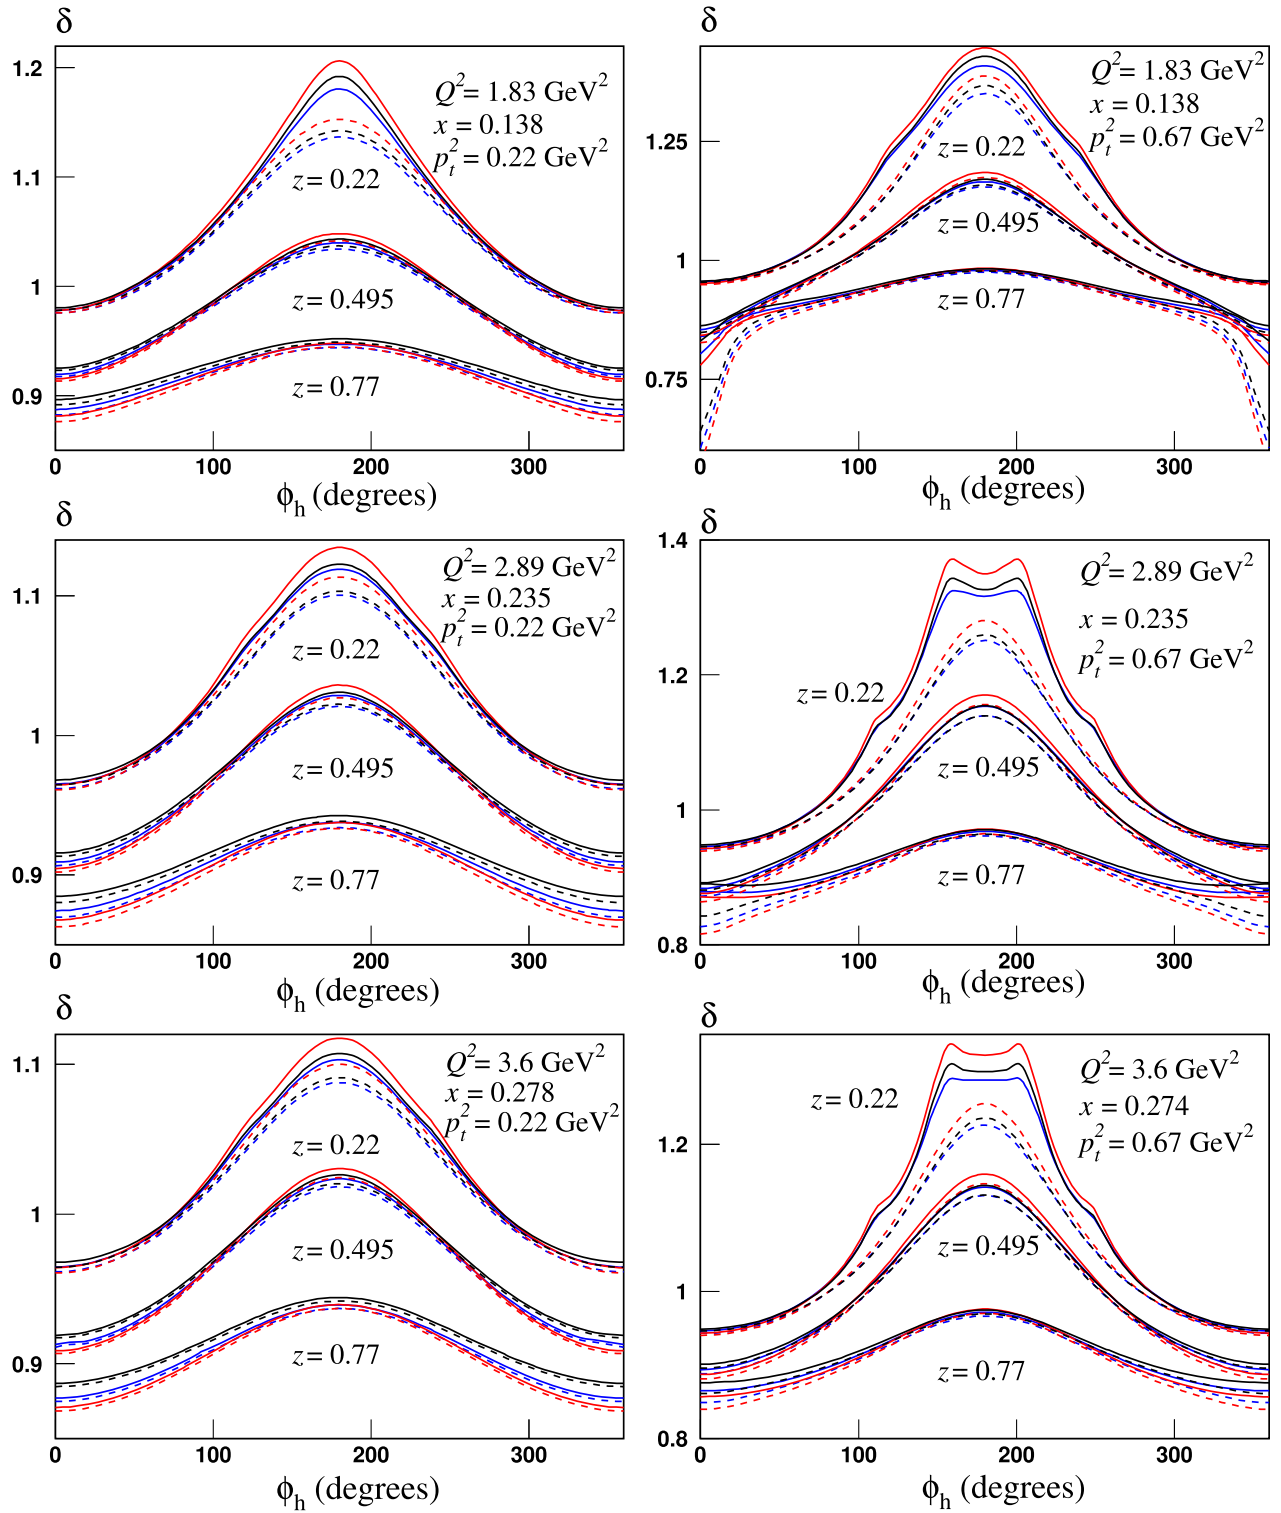 δ
1.2
1.1
1
0.9
Q²= 1.83 GeV²
x = 0.138
pₜ² = 0.22 GeV²
z = 0.22
z = 0.495
z = 0.77
0 100 200 300
ϕₕ (degrees)
δ
1.25
1
0.75
Q²= 1.83 GeV²
x = 0.138
pₜ² = 0.67 GeV²
z = 0.22
z = 0.495
z = 0.77
0 100 200 300
ϕₕ (degrees)
δ
1.1
1
0.9
Q²= 2.89 GeV²
x = 0.235
pₜ² = 0.22 GeV²
z = 0.22
z = 0.495
z = 0.77
0 100 200 300
ϕₕ (degrees)
δ
1.4
1.2
1
0.8
Q²= 2.89 GeV²
x = 0.235
pₜ² = 0.67 GeV²
z = 0.22
z = 0.495
z = 0.77
0 100 200 300
ϕₕ (degrees)
δ
1.1
1
0.9
Q²= 3.6 GeV²
x = 0.278
pₜ² = 0.22 GeV²
z = 0.22
z = 0.495
z = 0.77
0 100 200 300
ϕₕ (degrees)
δ
1.2
1
0.8
Q²= 3.6 GeV²
x = 0.274
pₜ² = 0.67 GeV²
z = 0.22
z = 0.495
z = 0.77
0 100 200 300
ϕₕ (degrees)